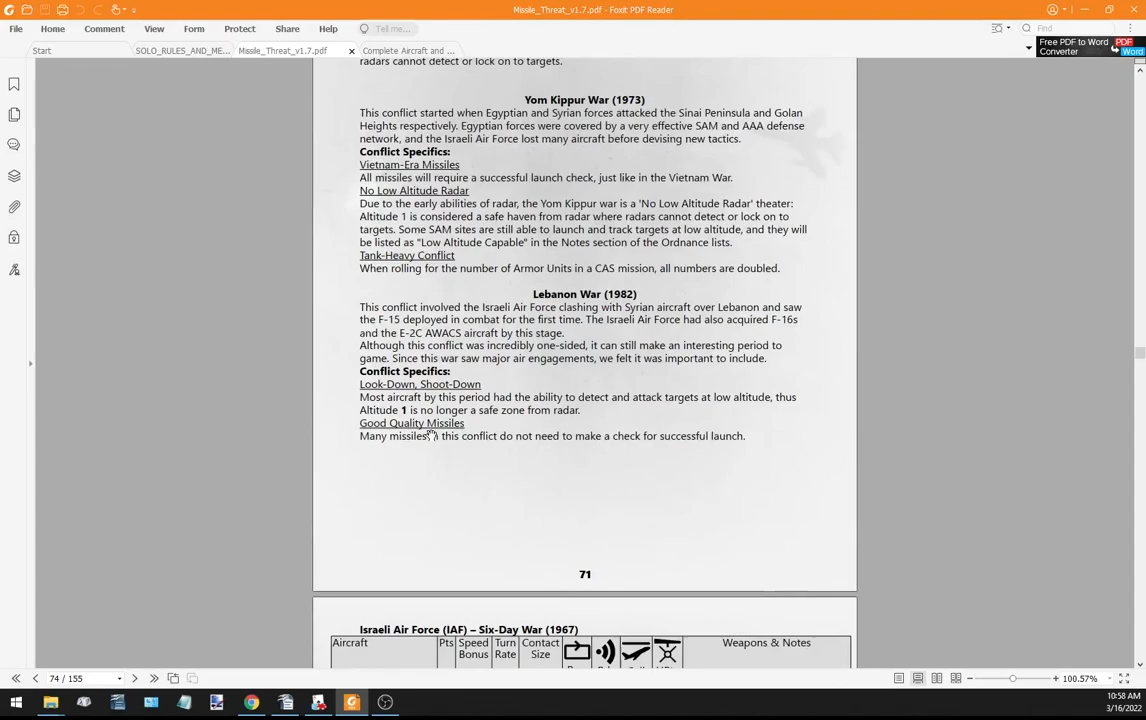 Missile_Threat_v1.7.pdf - Foxit PDF Reader
File Home Comment View Form Protect Share Help Tell me... Find
Start SOLO_RULES_AND_ME... Missile_Threat_v1.7.pdf Complete Aircraft and ...
Free PDF to Word Converter PDF Word
radars cannot detect or lock on to targets.
Yom Kippur War (1973)
This conflict started when Egyptian and Syrian forces attacked the Sinai Peninsula and Golan
Heights respectively. Egyptian forces were covered by a very effective SAM and AAA defense
network, and the Israeli Air Force lost many aircraft before devising new tactics.
Conflict Specifics:
Vietnam-Era Missiles
All missiles will require a successful launch check, just like in the Vietnam War.
No Low Altitude Radar
Due to the early abilities of radar, the Yom Kippur war is a 'No Low Altitude Radar' theater:
Altitude 1 is considered a safe haven from radar where radars cannot detect or lock on to
targets. Some SAM sites are still able to launch and track targets at low altitude, and they will
be listed as "Low Altitude Capable" in the Notes section of the Ordnance lists.
Tank-Heavy Conflict
When rolling for the number of Armor Units in a CAS mission, all numbers are doubled.
Lebanon War (1982)
This conflict involved the Israeli Air Force clashing with Syrian aircraft over Lebanon and saw
the F-15 deployed in combat for the first time. The Israeli Air Force had also acquired F-16s
and the E-2C AWACS aircraft by this stage.
Although this conflict was incredibly one-sided, it can still make an interesting period to
game. Since this war saw major air engagements, we felt it was important to include.
Conflict Specifics:
Look-Down, Shoot-Down
Most aircraft by this period had the ability to detect and attack targets at low altitude, thus
Altitude 1 is no longer a safe zone from radar.
Good Quality Missiles
Many missiles this conflict do not need to make a check for successful launch.
71
Israeli Air Force (IAF) – Six-Day War (1967)
Aircraft Pts Speed Bonus Turn Rate Contact Size Weapons & Notes
74 / 155 100.57%
10:58 AM
3/16/2022